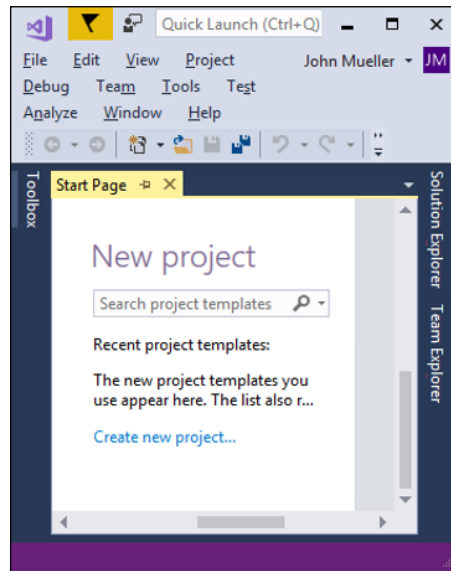 Quick Launch (Ctrl+Q)
File Edit View Project John Mueller JM
Debug Team Tools Test
Analyze Window Help
Toolbox
Start Page
Solution Explorer
Team Explorer
New project
Search project templates
Recent project templates:
The new project templates you
use appear here. The list also r...
Create new project...